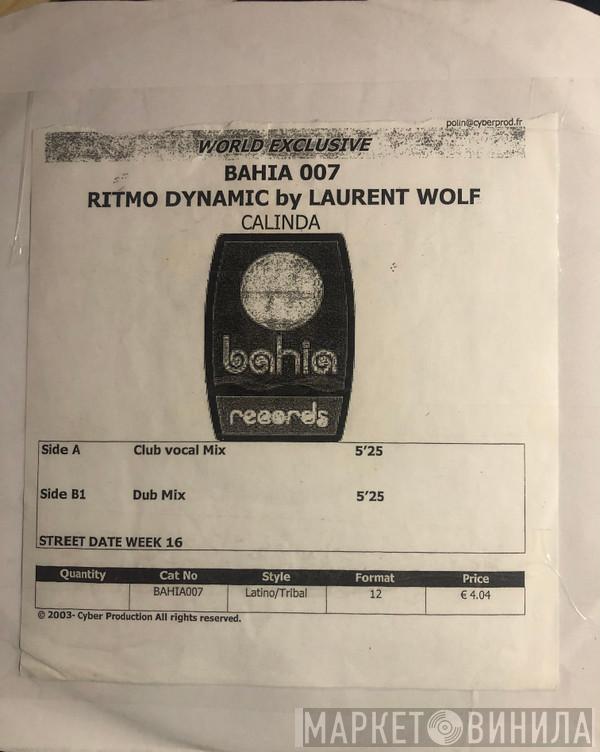 polin@cyberprod.fr
WORLD EXCLUSIVE
BAHIA 007
RITMO DYNAMIC by LAURENT WOLF
CALINDA
bahia
records
Side A Club vocal Mix 5'25
Side B1 Dub Mix 5'25
STREET DATE WEEK 16
Quantity Cat No Style Format Price
BAHIA007 Latino/Tribal 12 € 4.04
© 2003- Cyber Production All rights reserved.
МАРКЕТ ВИНИЛА